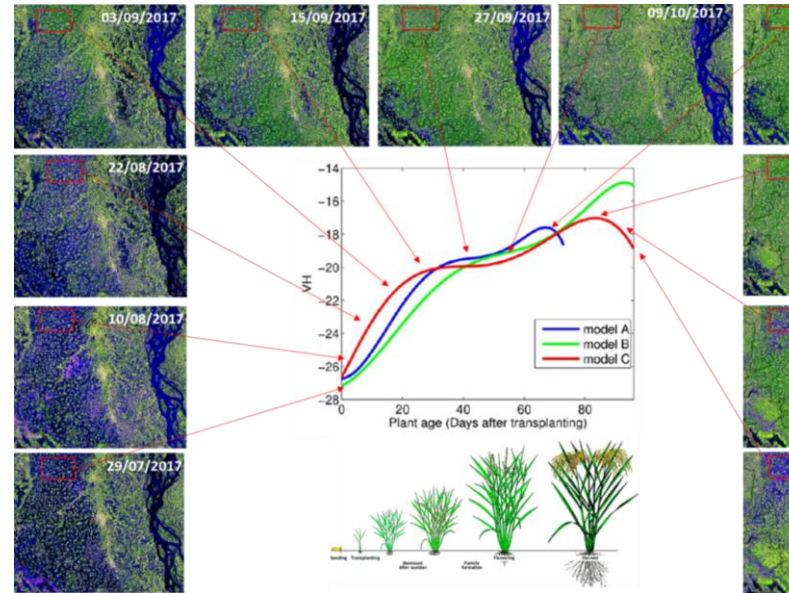 03/09/2017
15/09/2017
27/09/2017
09/10/2017
22/08/2017
10/08/2017
29/07/2017
-14
-16
-18
-20
-22
-24
-26
-28
VH
0
20
40
60
80
Plant age (Days after transplanting)
model A
model B
model C
Transplanting
Panicle
formation
Flowering